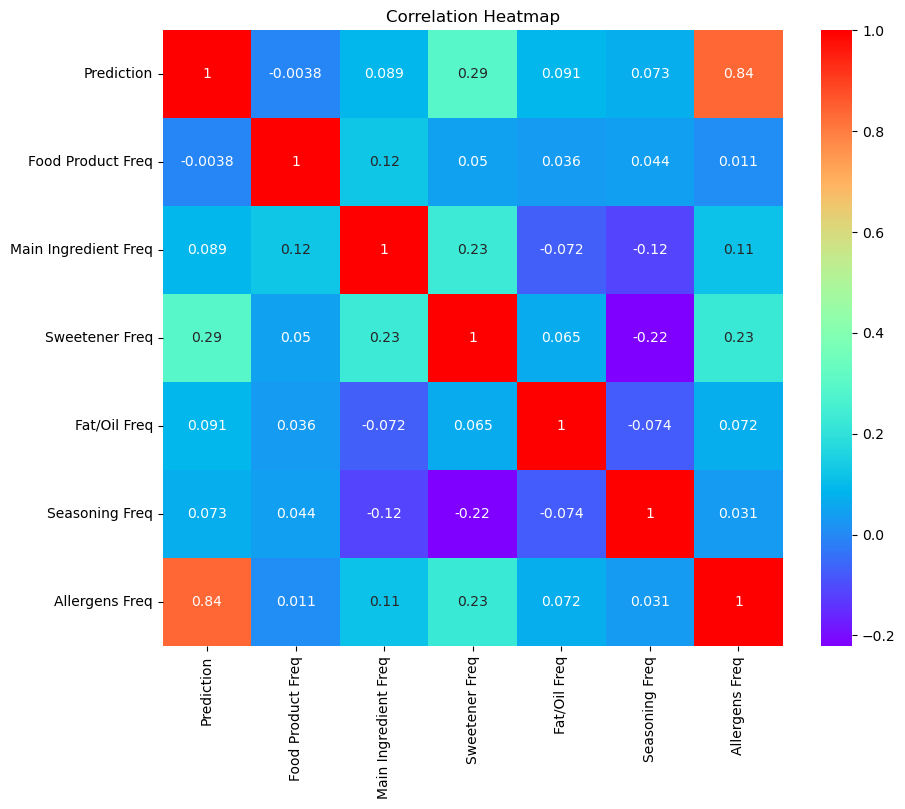 Correlation Heatmap
Prediction 1 -0.0038 0.089 0.29 0.091 0.073 0.84
Food Product Freq -0.0038 1 0.12 0.05 0.036 0.044 0.011
Main Ingredient Freq 0.089 0.12 1 0.23 -0.072 -0.12 0.11
Sweetener Freq 0.29 0.05 0.23 1 0.065 -0.22 0.23
Fat/Oil Freq 0.091 0.036 -0.072 0.065 1 -0.074 0.072
Seasoning Freq 0.073 0.044 -0.12 -0.22 -0.074 1 0.031
Allergens Freq 0.84 0.011 0.11 0.23 0.072 0.031 1
Prediction
Food Product Freq
Main Ingredient Freq
Sweetener Freq
Fat/Oil Freq
Seasoning Freq
Allergens Freq
1.0
0.8
0.6
0.4
0.2
0.0
−0.2